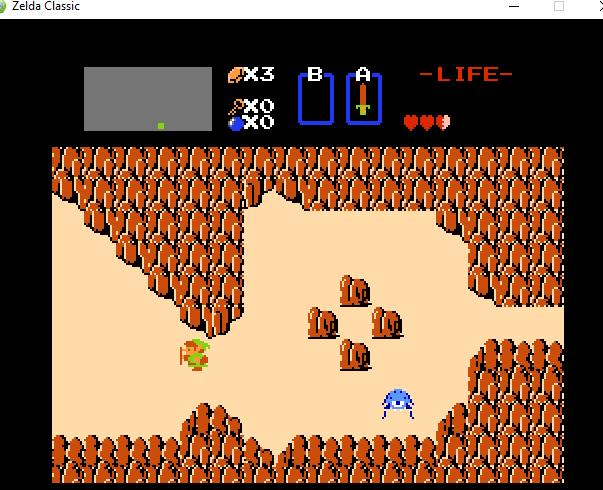 Zelda Classic
X3
B A
-LIFE-
X0
X0